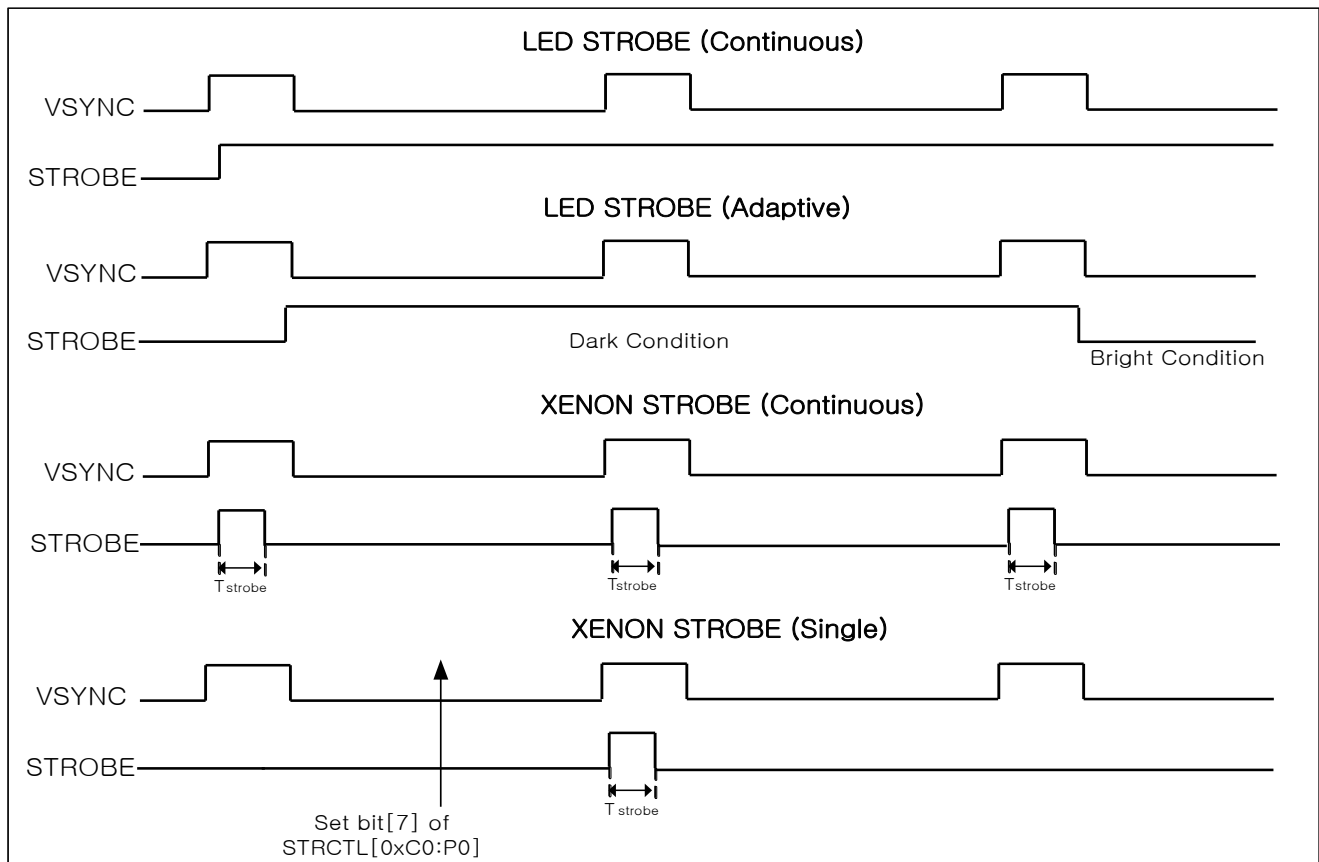 LED STROBE (Continuous)
VSYNC
STROBE
LED STROBE (Adaptive)
VSYNC
STROBE
Dark Condition
Bright Condition
XENON STROBE (Continuous)
VSYNC
STROBE
T strobe
Tstrobe
Tstrobe
XENON STROBE (Single)
VSYNC
STROBE
T strobe
Set bit[7] of
STRCTL[0xC0:P0]